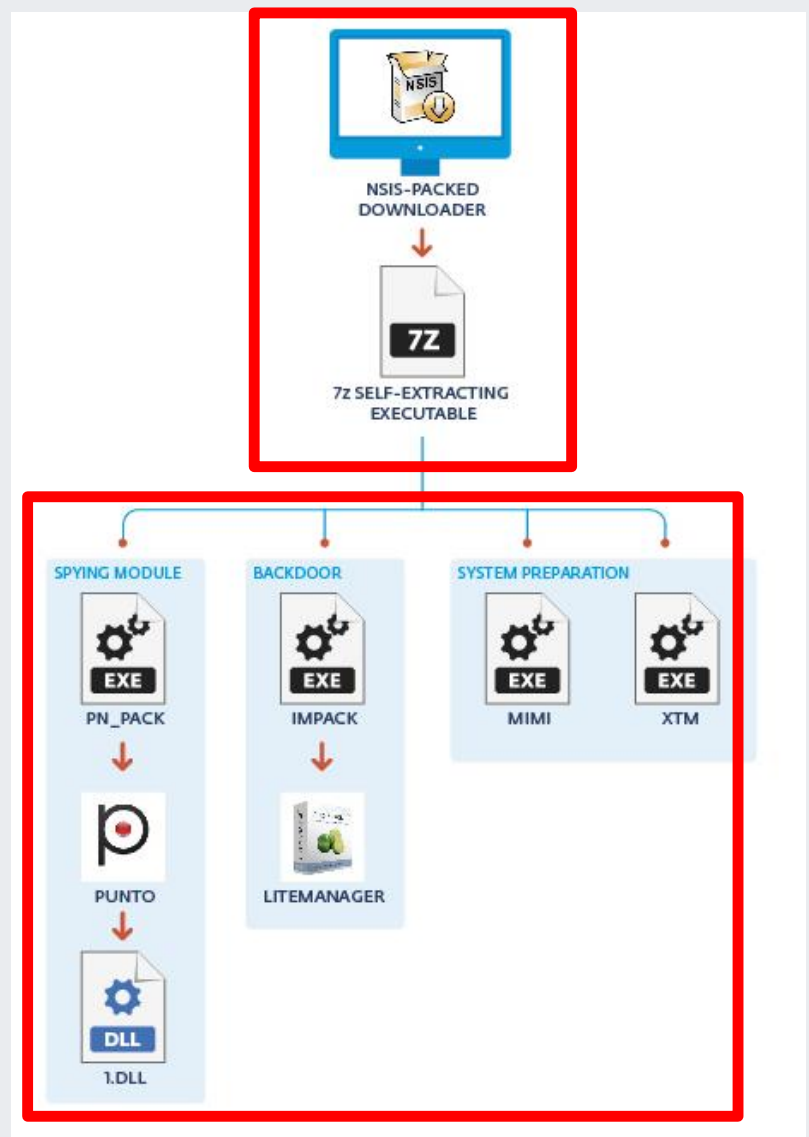 NSIS
NSIS-PACKED
DOWNLOADER
7Z
7z SELF-EXTRACTING
EXECUTABLE
SPYING MODULE
BACKDOOR
SYSTEM PREPARATION
EXE
EXE
EXE
EXE
PN_PACK
IMPACK
MIMI
XTM
PUNTO
LITEMANAGER
DLL
1.DLL